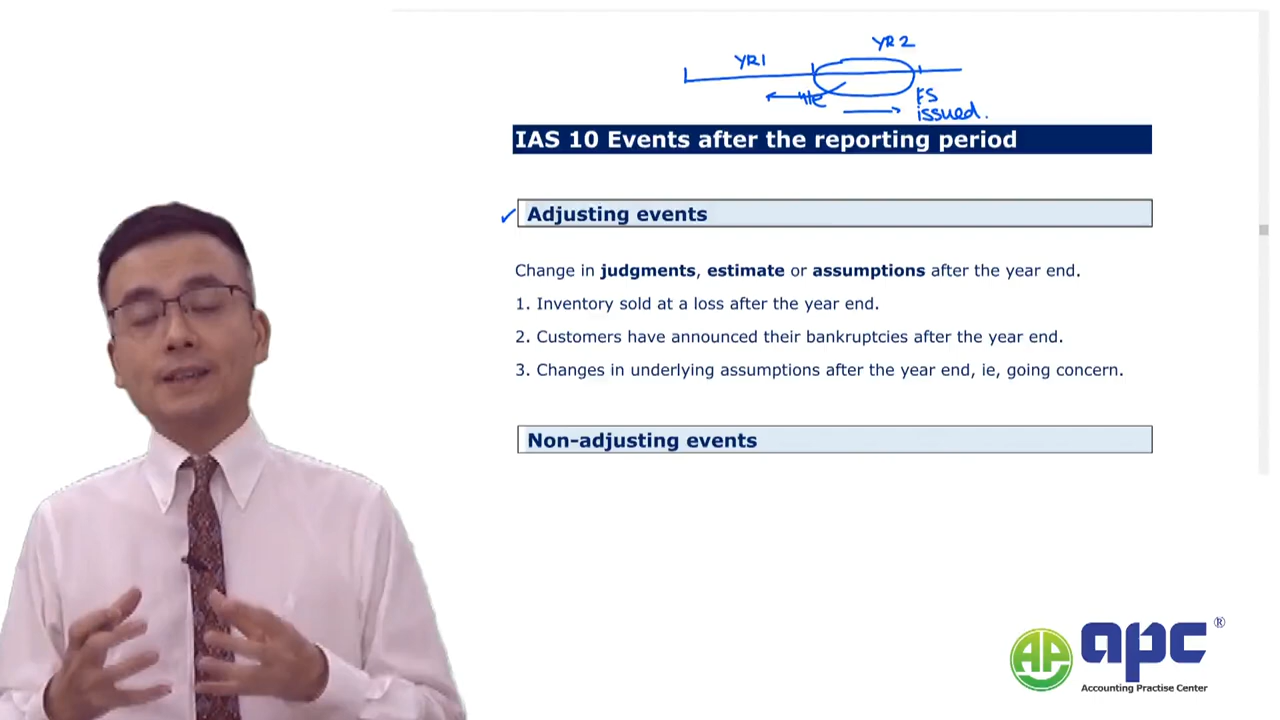 YR1
YR2
Y/E
FS
issued.
IAS 10 Events after the reporting period
Adjusting events
Change in judgments, estimate or assumptions after the year end.
1. Inventory sold at a loss after the year end.
2. Customers have announced their bankruptcies after the year end.
3. Changes in underlying assumptions after the year end, ie, going concern.
Non-adjusting events
AP
apc®
Accounting Practise Center